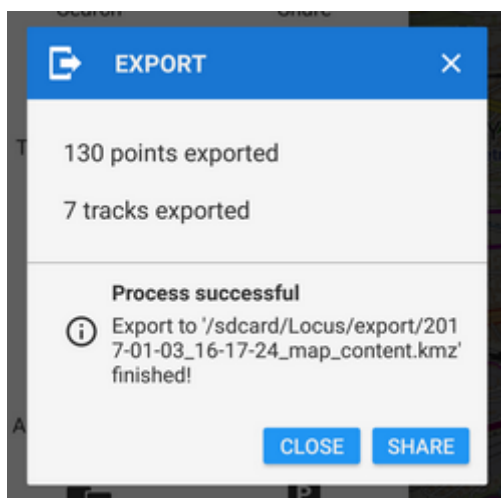 Share
EXPORT
130 points exported
7 tracks exported
Process successful
Export to '/sdcard/Locus/export/201
7-01-03_16-17-24_map_content.kmz'
finished!
CLOSE SHARE